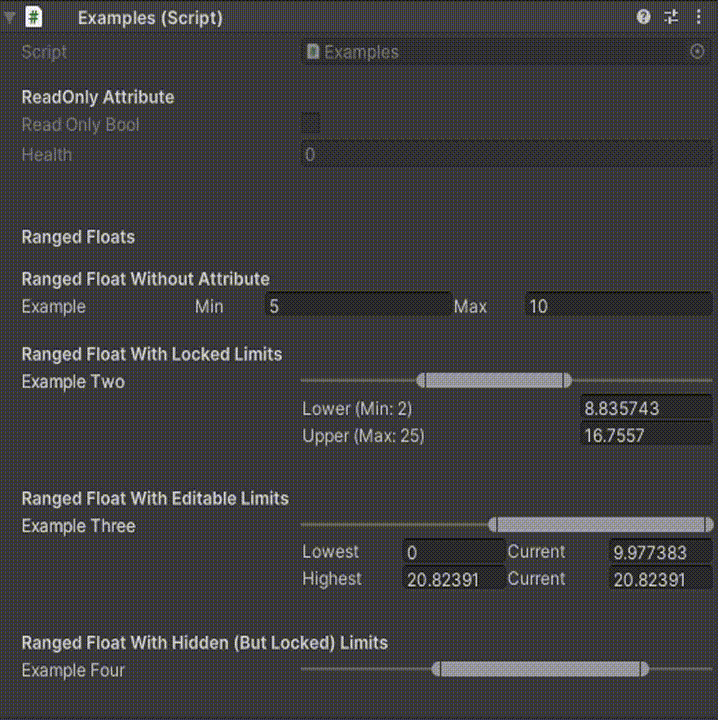 Examples (Script)
Script Examples
ReadOnly Attribute
Read Only Bool
Health 0
Ranged Floats
Ranged Float Without Attribute
Example Min 5 Max 10
Ranged Float With Locked Limits
Example Two
Lower (Min: 2) 8.835743
Upper (Max: 25) 16.7557
Ranged Float With Editable Limits
Example Three
Lowest 0 Current 9.977383
Highest 20.82391 Current 20.82391
Ranged Float With Hidden (But Locked) Limits
Example Four